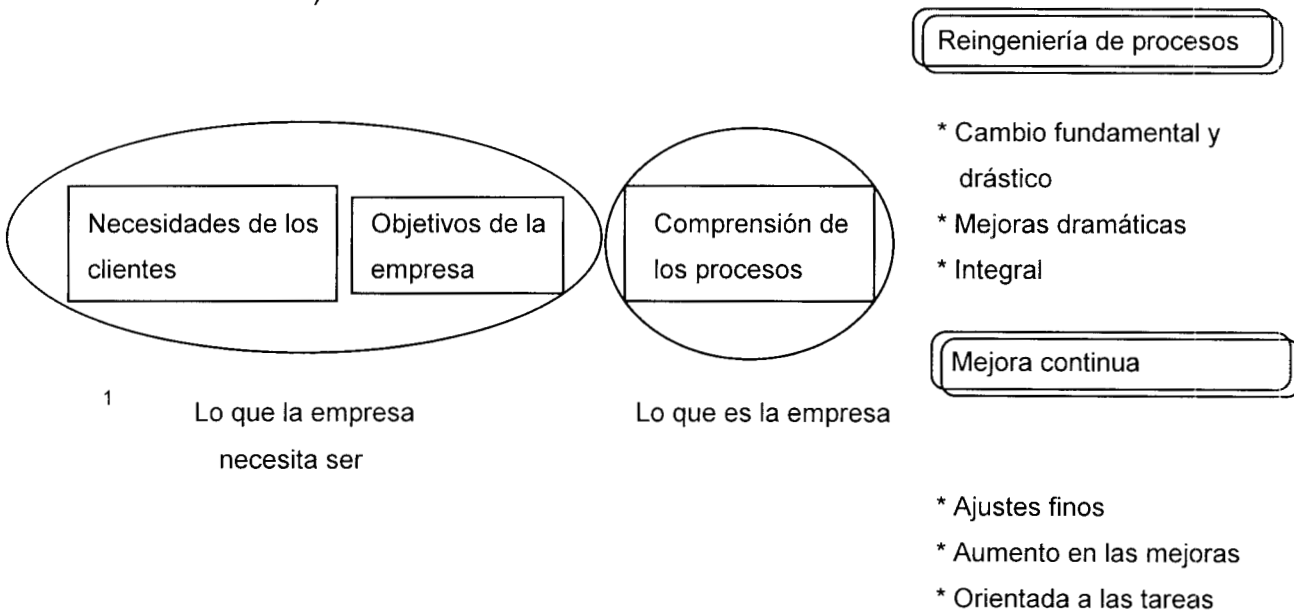 Reingeniería de procesos
* Cambio fundamental y
drástico
* Mejoras dramáticas
* Integral
Necesidades de los
clientes
Objetivos de la
empresa
Comprensión de
los procesos
Mejora continua
1
Lo que la empresa
necesita ser
Lo que es la empresa
* Ajustes finos
* Aumento en las mejoras
* Orientada a las tareas